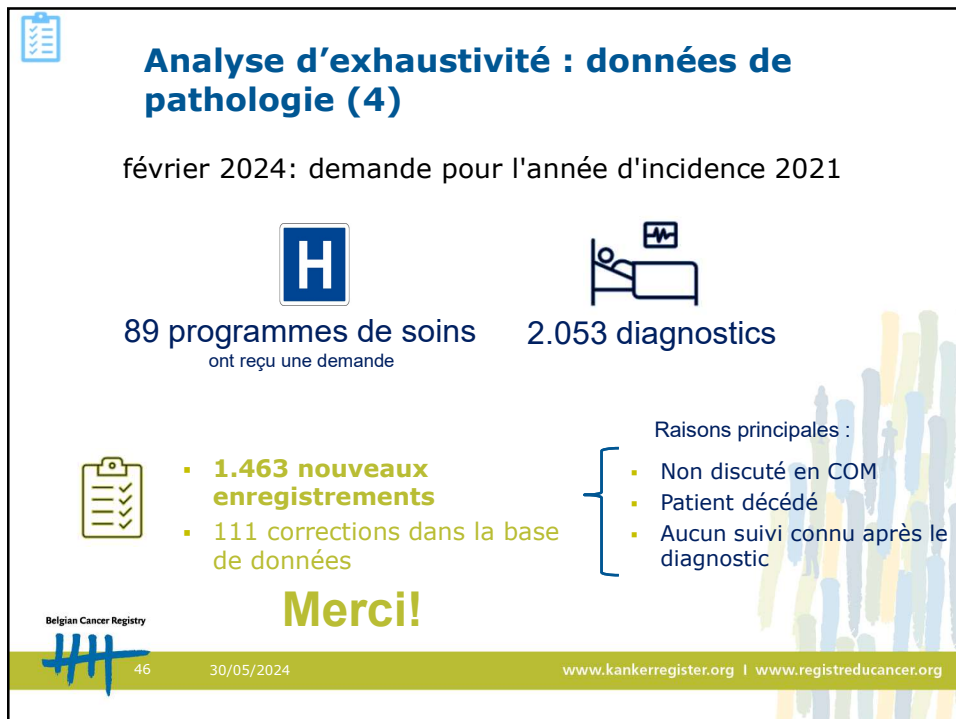 Analyse d'exhaustivité : données de
pathologie (4)
février 2024: demande pour l'année d'incidence 2021
H
89 programmes de soins
ont reçu une demande
2.053 diagnostics
▪ 1.463 nouveaux
enregistrements
▪ 111 corrections dans la base
de données
Raisons principales :
▪ Non discuté en COM
▪ Patient décédé
▪ Aucun suivi connu après le
diagnostic
Merci!
Belgian Cancer Registry
46
30/05/2024
www.kankerregister.org I www.registreducancer.org